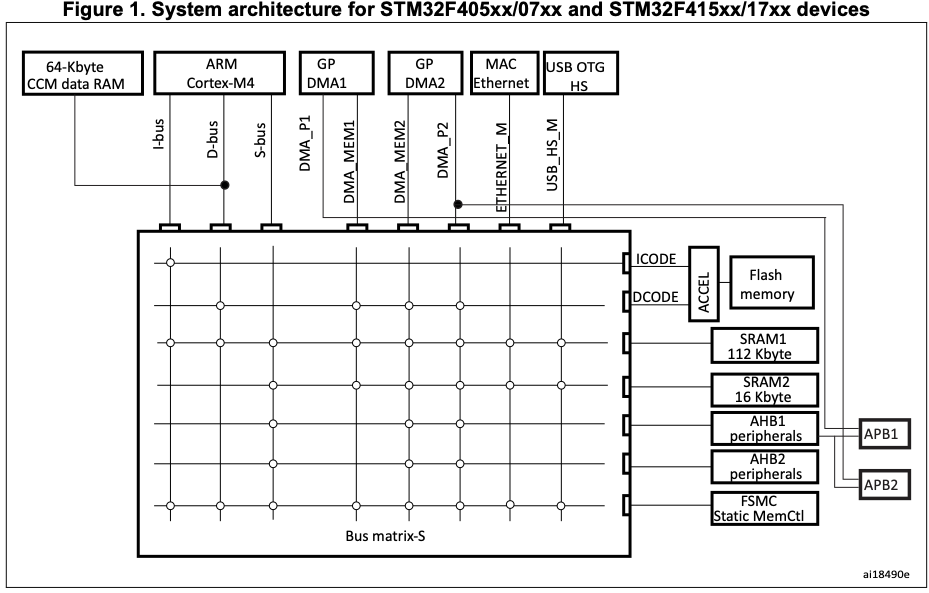 Figure 1. System architecture for STM32F405xx/07xx and STM32F415xx/17xx devices
64-Kbyte
CCM data RAM
ARM
Cortex-M4
GP
DMA1
GP
DMA2
MAC
Ethernet
USB OTG
HS
I-bus
D-bus
S-bus
DMA_P1
DMA_MEM1
DMA_MEM2
DMA_P2
ETHERNET_M
USB_HS_M
ICODE
DCODE
ACCEL
Flash
memory
SRAM1
112 Kbyte
SRAM2
16 Kbyte
AHB1
peripherals
AHB2
peripherals
FSMC
Static MemCtl
APB1
APB2
Bus matrix-S
ai18490e